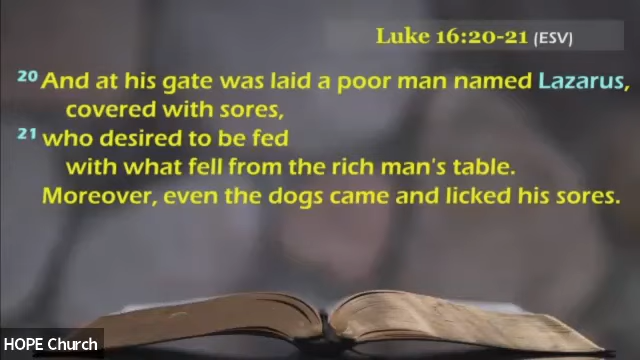 Luke 16:20-21 (ESV)
20 And at his gate was laid a poor man named Lazarus,
covered with sores,
21 who desired to be fed
with what fell from the rich man's table.
Moreover, even the dogs came and licked his sores.
HOPE Church